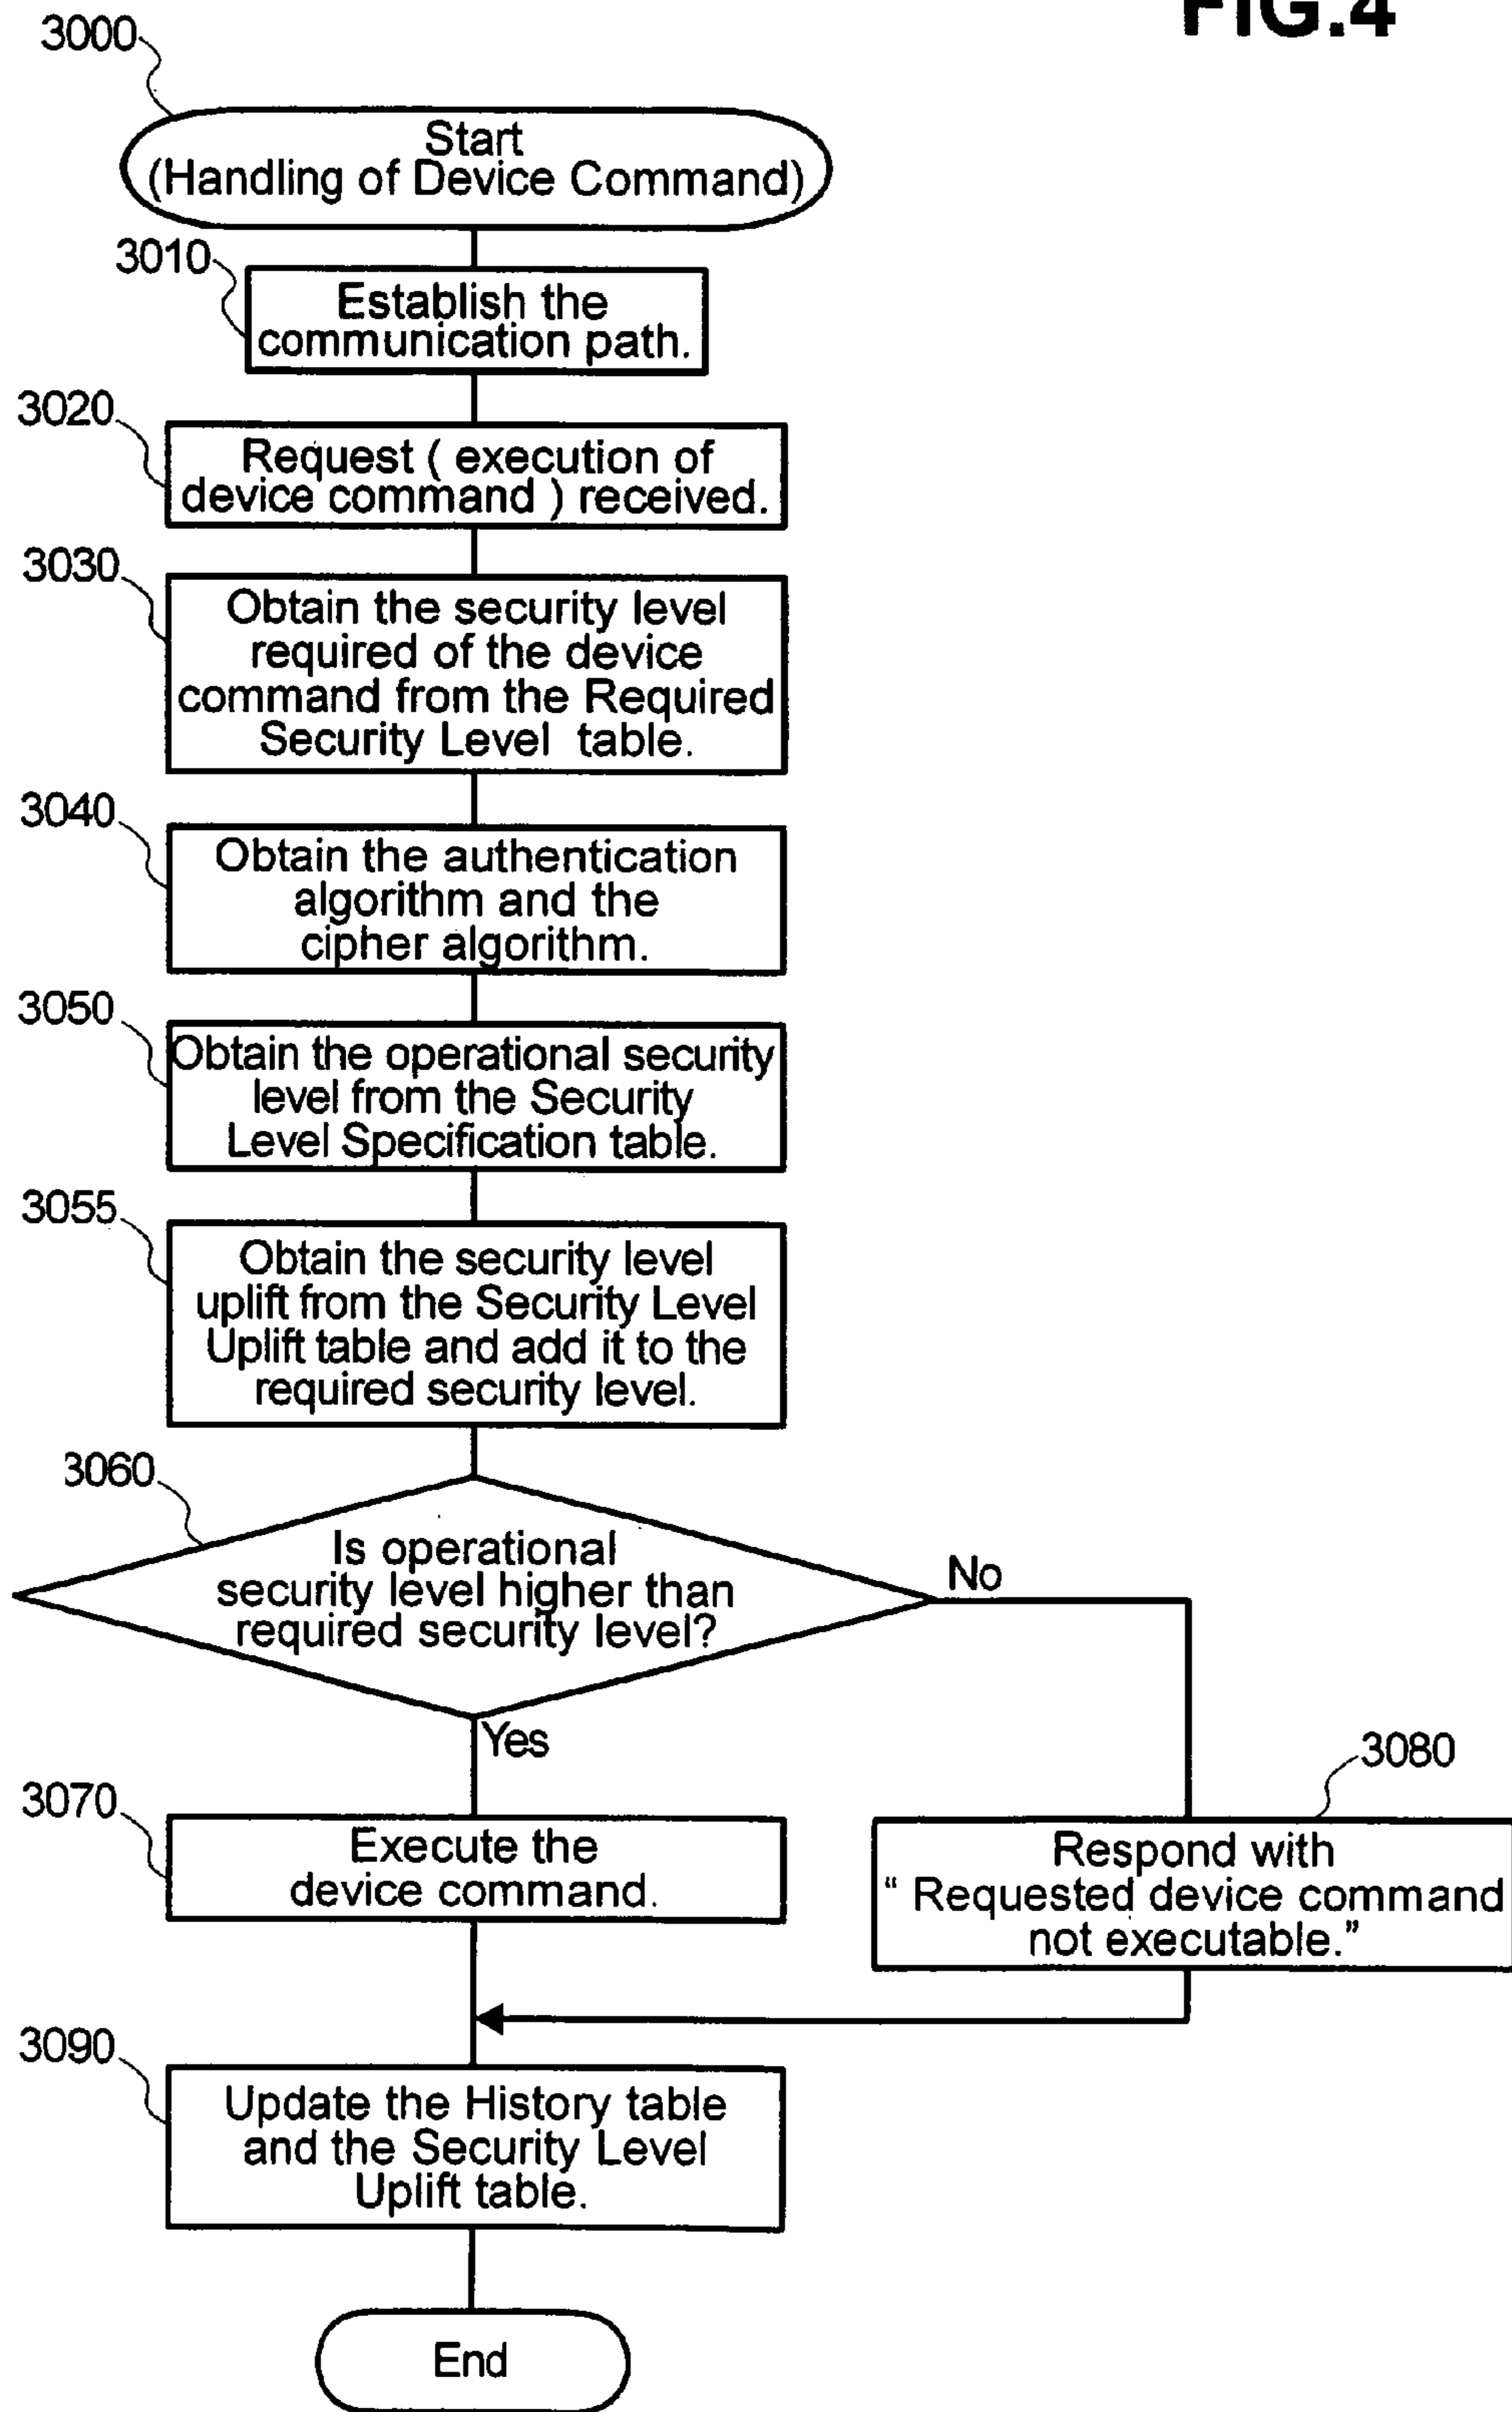 FIG.4
3000
Start
(Handling of Device Command)
3010
Establish the
communication path.
3020
Request ( execution of
device command ) received.
3030
Obtain the security level
required of the device
command from the Required
Security Level table.
3040
Obtain the authentication
algorithm and the
cipher algorithm.
3050
Obtain the operational security
level from the Security
Level Specification table.
3055
Obtain the security level
uplift from the Security Level
Uplift table and add it to the
required security level.
3060
Is operational
security level higher than
required security level?
No
Yes
3070
Execute the
device command.
3080
Respond with
“ Requested device command
not executable.”
3090
Update the History table
and the Security Level
Uplift table.
End